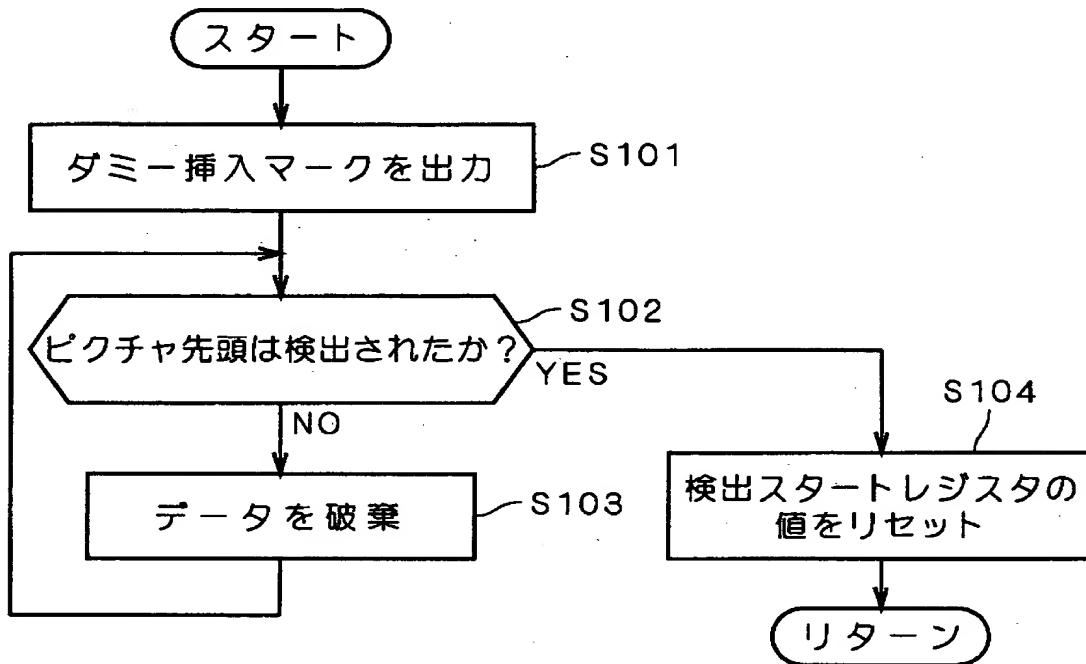 スタート
ダミー挿入マークを出力
S101
ピクチャ先頭は検出されたか?
S102
YES
NO
データを破棄
S103
S104
検出スタートレジスタの
値をリセット
リターン